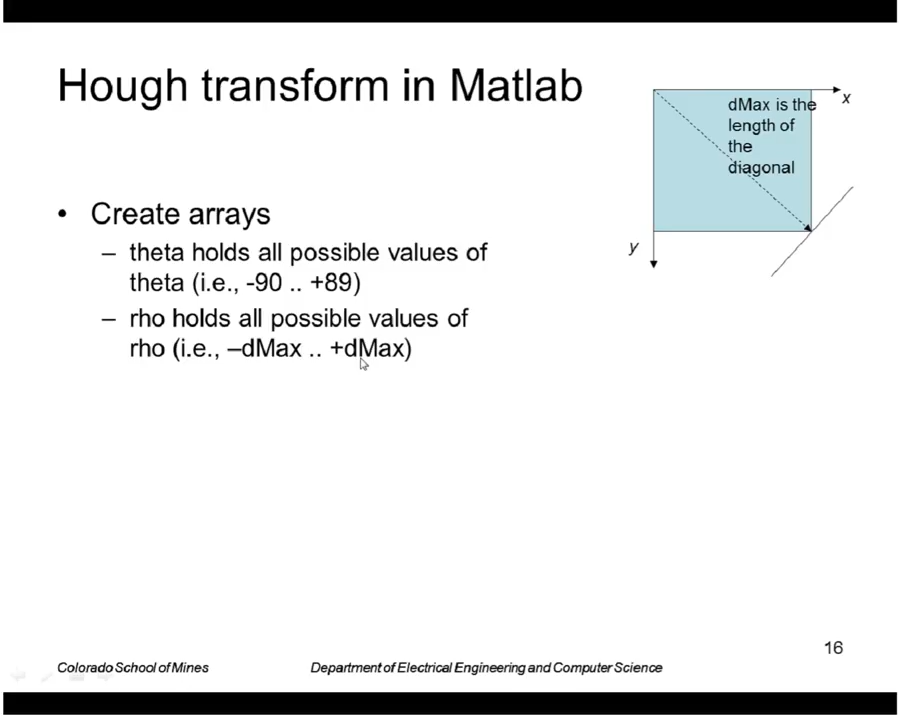 Hough transform in Matlab
dMax is the
length of
the
diagonal
x
y
• Create arrays
– theta holds all possible values of
theta (i.e., -90 .. +89)
– rho holds all possible values of
rho (i.e., –dMax .. +dMax)
16
Colorado School of Mines
Department of Electrical Engineering and Computer Science